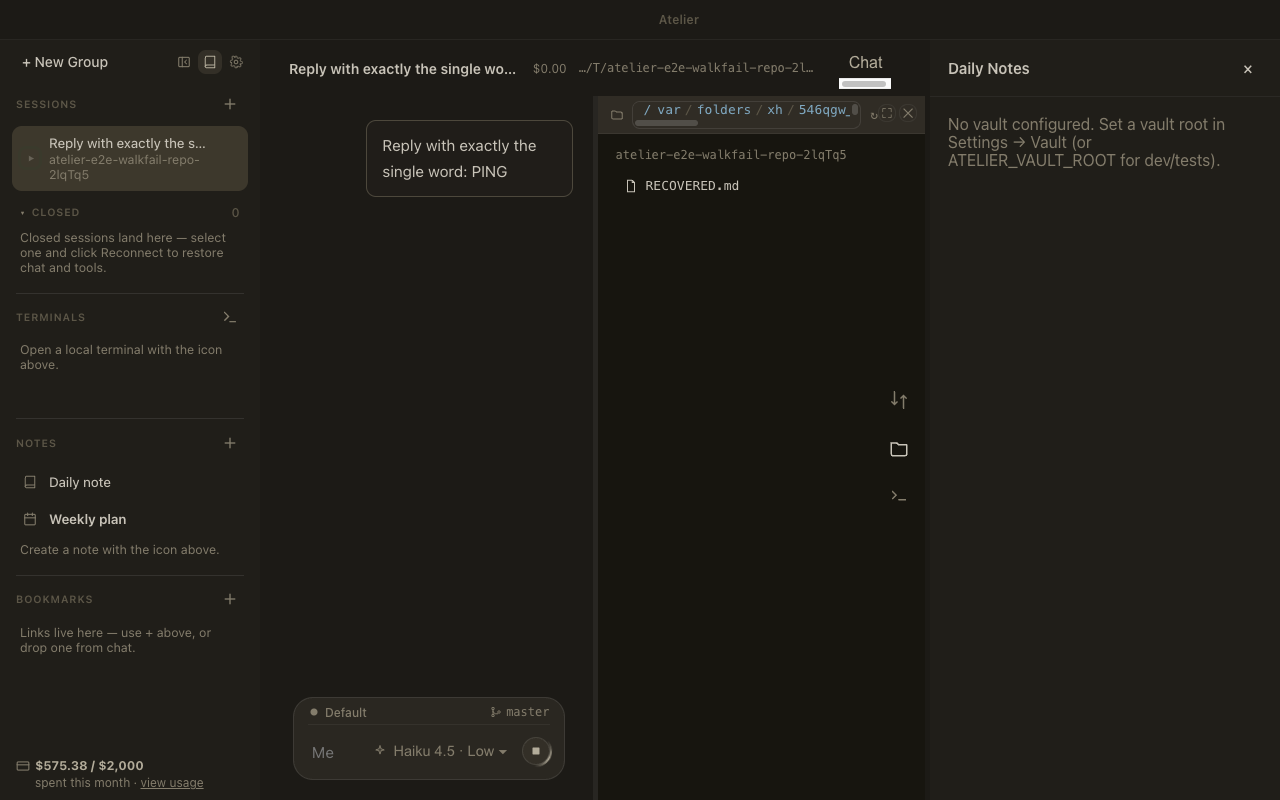 Atelier
+ New Group
SESSIONS
Reply with exactly the s...
atelier-e2e-walkfail-repo-
2lqTq5
CLOSED
0
Closed sessions land here — select
one and click Reconnect to restore
chat and tools.
TERMINALS
Open a local terminal with the icon
above.
NOTES
Daily note
Weekly plan
Create a note with the icon above.
BOOKMARKS
Links live here — use + above, or
drop one from chat.
$575.38 / $2,000
spent this month · view usage
Reply with exactly the single wo...
$0.00
…/T/atelier-e2e-walkfail-repo-2l…
Chat
Reply with exactly the
single word: PING
Default
master
Me
Haiku 4.5 · Low
/ var / folders / xh / 546qgw_
atelier-e2e-walkfail-repo-2lqTq5
RECOVERED.md
Daily Notes
No vault configured. Set a vault root in
Settings → Vault (or
ATELIER_VAULT_ROOT for dev/tests).